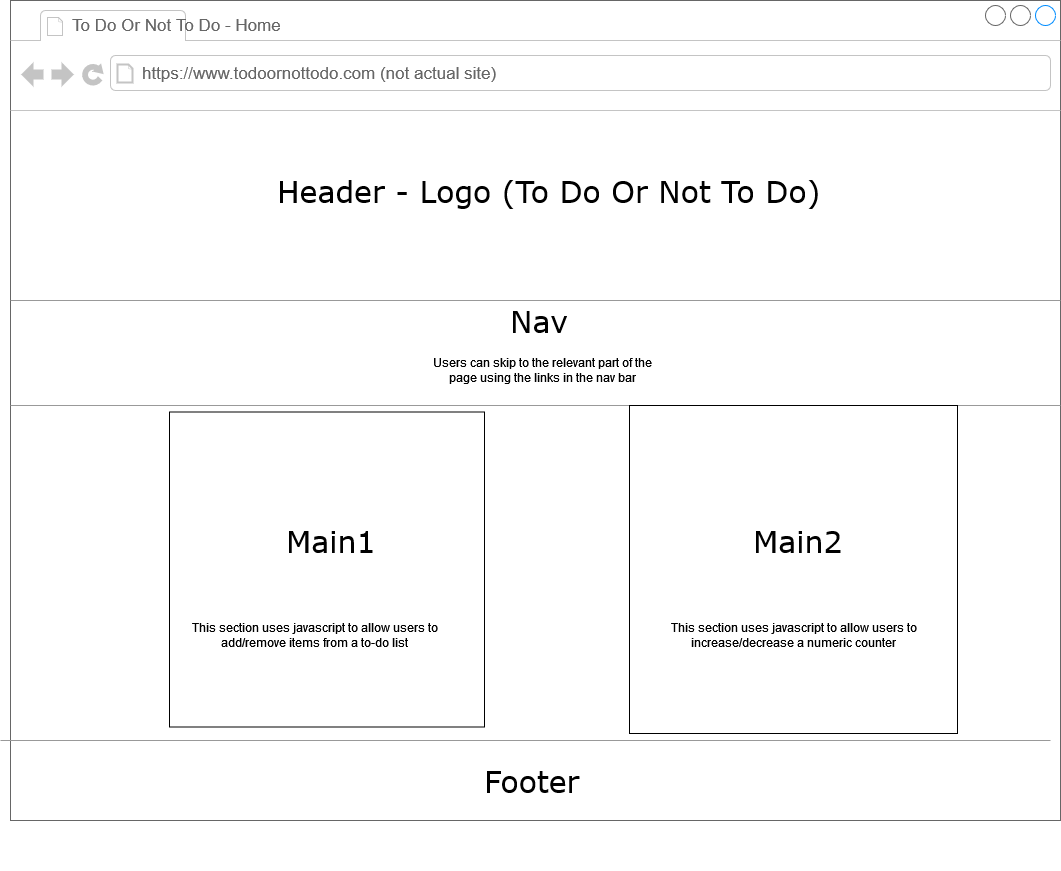 To Do Or Not To Do - Home
https://www.todoornottodo.com (not actual site)
Header - Logo (To Do Or Not To Do)
Nav
Users can skip to the relevant part of the
page using the links in the nav bar
Main1
This section uses javascript to allow users to
add/remove items from a to-do list
Main2
This section uses javascript to allow users to
increase/decrease a numeric counter
Footer